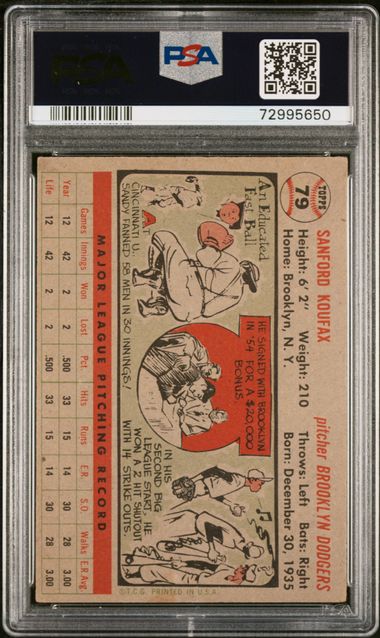 PSA
PSA
72995650
TOPPS
79
SANFORD KOUFAX pitcher BROOKLYN DODGERS
Height: 6' 2" Weight: 210 Throws: Left Bats: Right
Home: Brooklyn, N. Y. Born: December 30, 1935
An Educated
Fast Ball
AT
CINCINNATI U.
SANDY FANNED 58 MEN IN 30 INNINGS.
HE SIGNED WITH BROOKLYN
IN '54 FOR A $20,000
BONUS.
IN HIS
SECOND BIG
LEAGUE START, HE
WON A 2 HIT SHUTOUT
WITH 14 STRIKE OUTS.
MAJOR LEAGUE PITCHING RECORD
Games Innings Won Lost Pct. Hits Runs E.R. S.O. Walks E.R.Avg.
Year 12 42 2 2 .500 33 15 14 30 28 3.00
Life 12 42 2 2 .500 33 15 14 30 28 3.00
©T.C.G. PRINTED IN U.S.A.